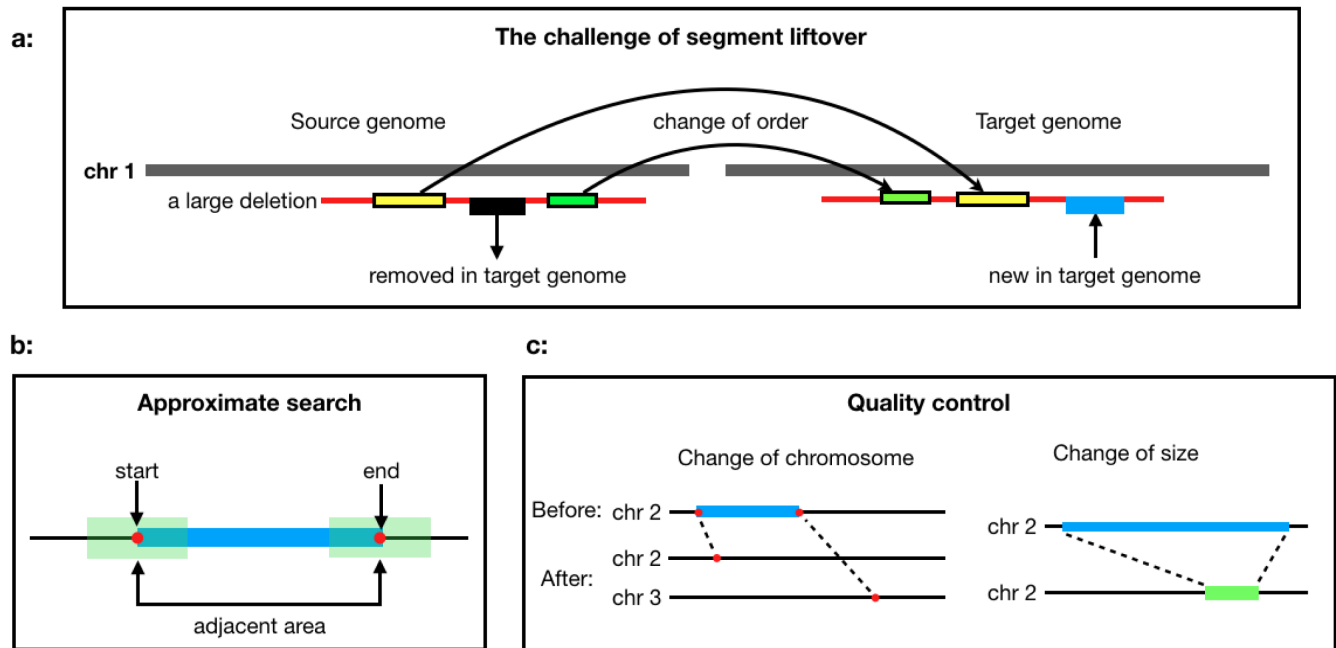 a:
The challenge of segment liftover
Source genome
change of order
Target genome
chr 1
a large deletion
removed in target genome
new in target genome
b:
Approximate search
start
end
adjacent area
c:
Quality control
Change of chromosome
Change of size
Before:
chr 2
chr 2
After:
chr 3
chr 2
chr 2